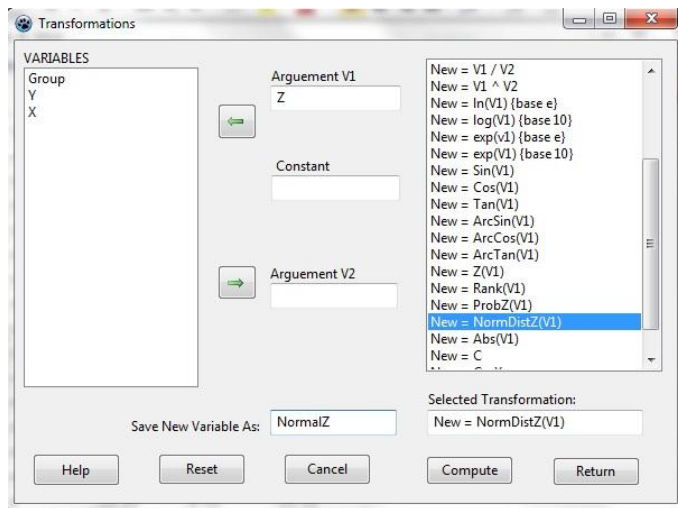 Transformations
VARIABLES
Group
Y
X
Arguement V1
Z
Constant
Arguement V2
New = V1 / V2
New = V1 ^ V2
New = ln(V1) {base e}
New = log(V1) {base 10}
New = exp(v1) {base e}
New = exp(V1) {base 10}
New = Sin(V1)
New = Cos(V1)
New = Tan(V1)
New = ArcSin(V1)
New = ArcCos(V1)
New = ArcTan(V1)
New = Z(V1)
New = Rank(V1)
New = ProbZ(V1)
New = NormDistZ(V1)
New = Abs(V1)
New = C
Selected Transformation:
Save New Variable As: NormalZ
New = NormDistZ(V1)
Help Reset Cancel Compute Return